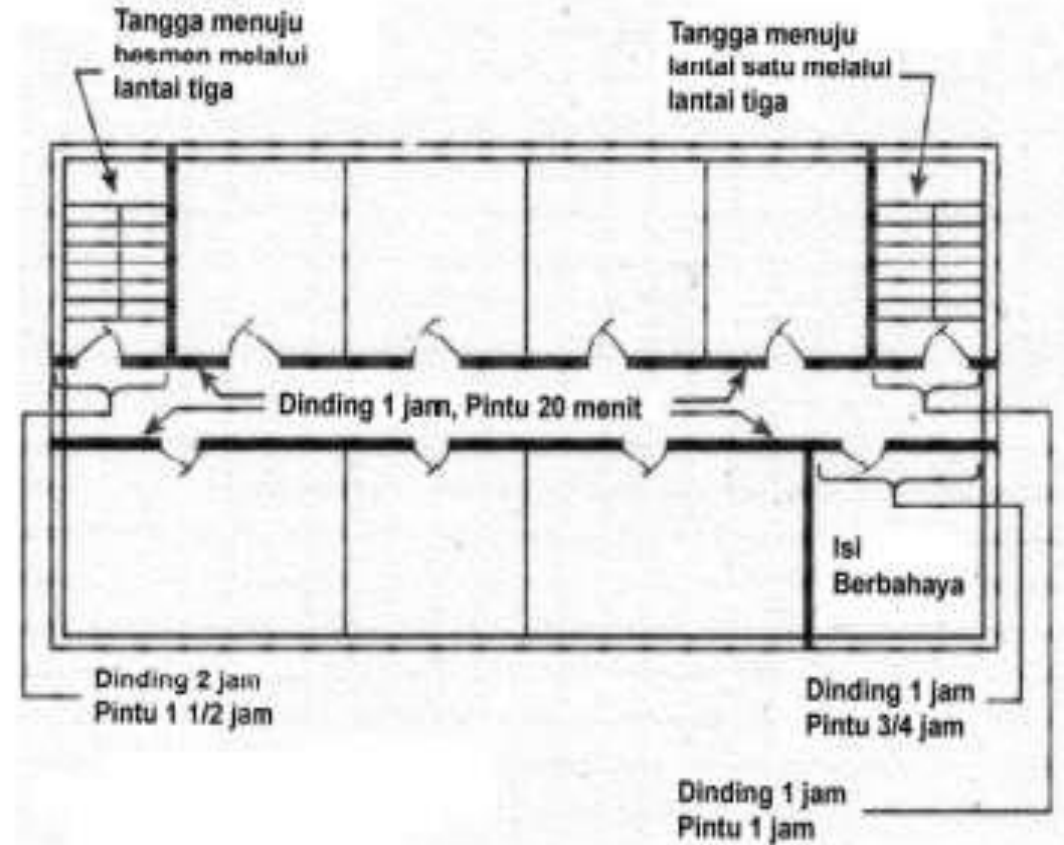 Tangga menuju
besmen melalui
lantai tiga
Tangga menuju
lantai satu melalui
lantai tiga
Dinding 1 jam, Pintu 20 menit
Isi
Berbahaya
Dinding 2 jam
Pintu 1 1/2 jam
Dinding 1 jam
Pintu 3/4 jam
Dinding 1 jam
Pintu 1 jam